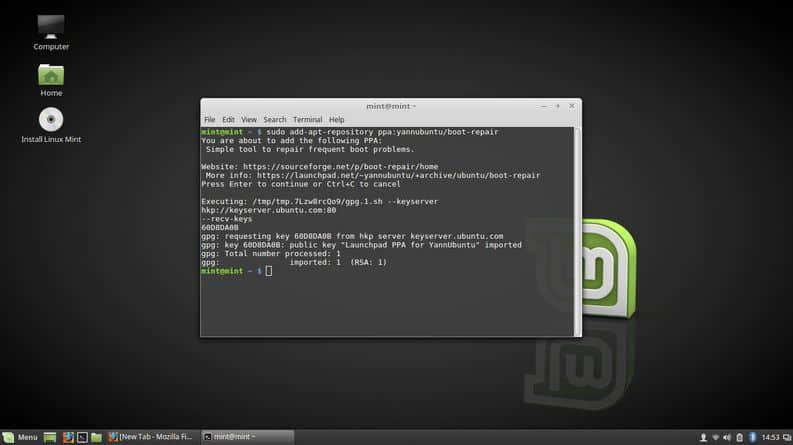 Computer
Home
Install Linux Mint
mint@mint ~
File Edit View Search Terminal Help
mint@mint ~ $ sudo add-apt-repository ppa:yannubuntu/boot-repair
You are about to add the following PPA:
Simple tool to repair frequent boot problems.
Website: https://sourceforge.net/p/boot-repair/home
More info: https://launchpad.net/~yannubuntu/+archive/ubuntu/boot-repair
Press Enter to continue or Ctrl+C to cancel
Executing: /tmp/tmp.7Lzw8rcQo9/gpg.1.sh --keyserver
hkp://keyserver.ubuntu.com:80
--recv-keys
60D8DA0B
gpg: requesting key 60D8DA0B from hkp server keyserver.ubuntu.com
gpg: key 60D8DA0B: public key "Launchpad PPA for YannUbuntu" imported
gpg: Total number processed: 1
gpg: imported: 1 (RSA: 1)
mint@mint ~ $
Menu
[New Tab - Mozilla Fi...
mint@mint ~
14:53